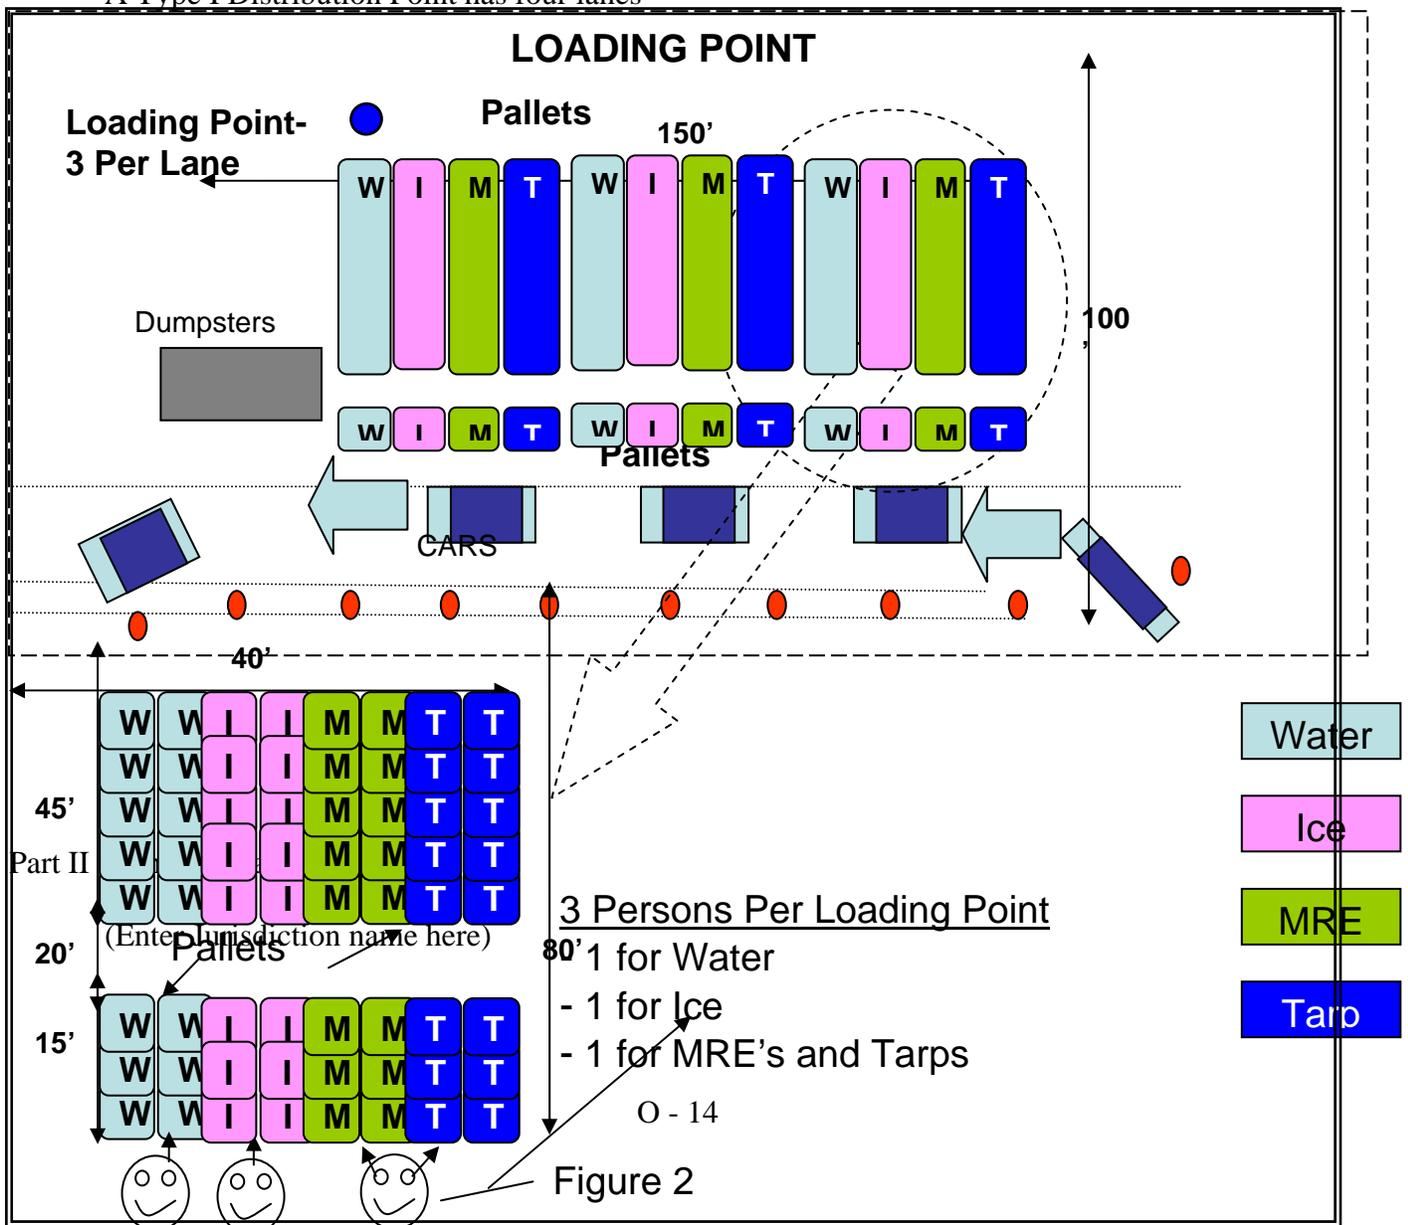 A Type I Distribution Point has four lanes
LOADING POINT
Loading Point-
3 Per Lane
Pallets
150’
W I M T W I M T W I M T
Dumpsters
100
’
W I M T W I M T W I M T
Pallets
CARS
40’
W W I I M M T T
W W I I M M T T
45’
W W I I M M T T
W W I I M M T T
Part II
W W I I M M T T
(Enter Jurisdiction name here)
Pallets
20’
80’
W W I I M M T T
15’
W W I I M M T T
W W I I M M T T
3 Persons Per Loading Point
- 1 for Water
- 1 for Ice
- 1 for MRE’s and Tarps
O - 14
Figure 2
Water
Ice
MRE
Tarp